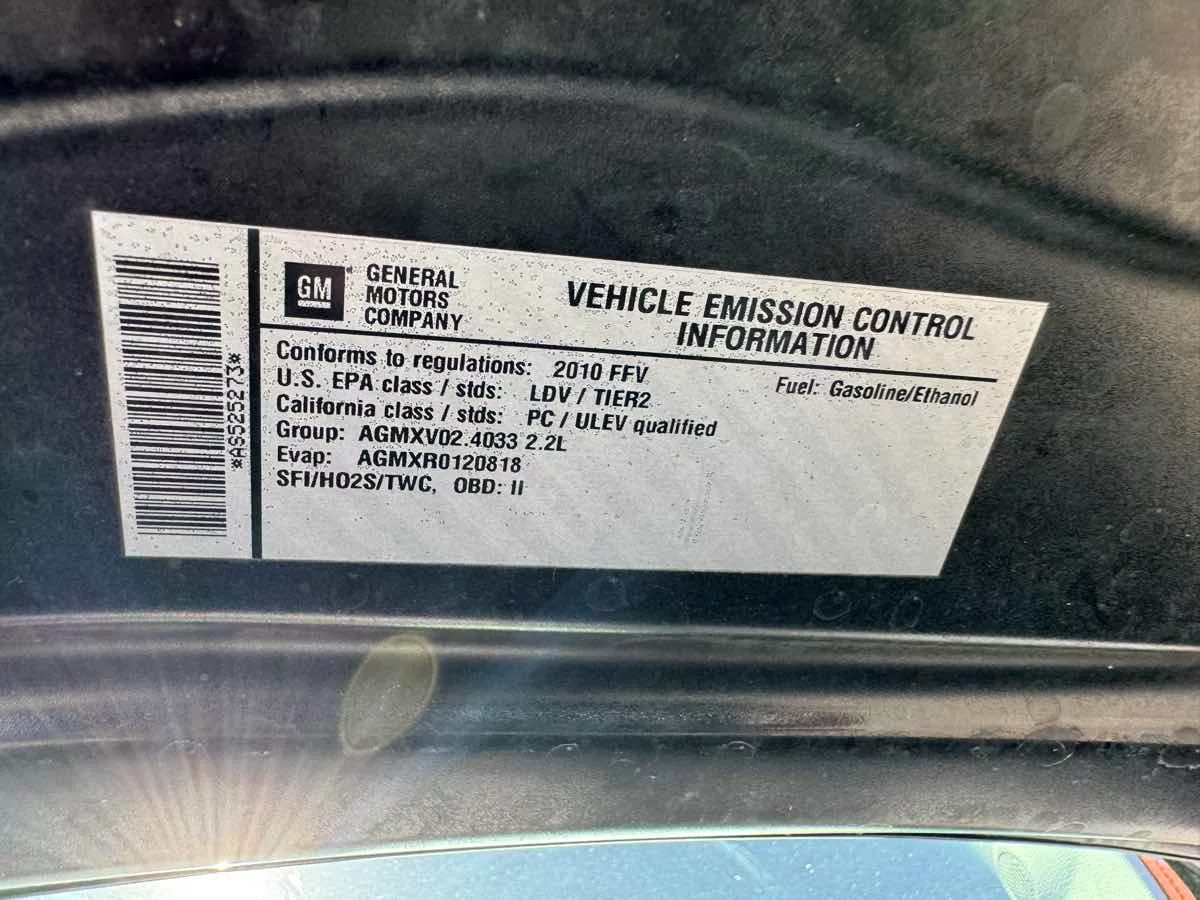 *AS525273*
GM
GENERAL
MOTORS
COMPANY
VEHICLE EMISSION CONTROL
INFORMATION
Conforms to regulations: 2010 FFV
Fuel: Gasoline/Ethanol
U.S. EPA class / stds: LDV / TIER2
California class / stds: PC / ULEV qualified
Group: AGMXV02.4033 2.2L
Evap: AGMXR0120818
SFI/HO2S/TWC, OBD: II